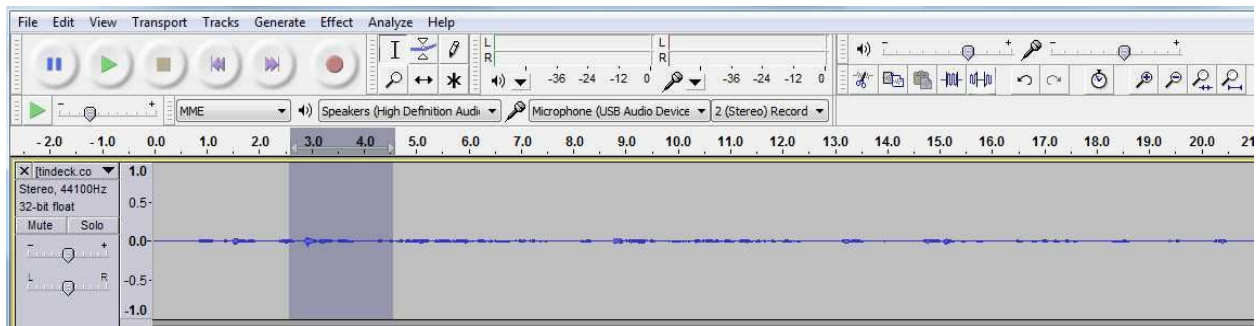 File Edit View Transport Tracks Generate Effect Analyze Help
L
R
L
R
-36 -24 -12 0
-36 -24 -12 0
- +
- +
- +
MME
Speakers (High Definition Audi
Microphone (USB Audio Device
2 (Stereo) Record
- 2.0 - 1.0 0.0 1.0 2.0 3.0 4.0 5.0 6.0 7.0 8.0 9.0 10.0 11.0 12.0 13.0 14.0 15.0 16.0 17.0 18.0 19.0 20.0 21
X [tindeck.co
Stereo, 44100Hz
32-bit float
Mute Solo
- +
L R
1.0
0.5-
0.0-
-0.5-
-1.0